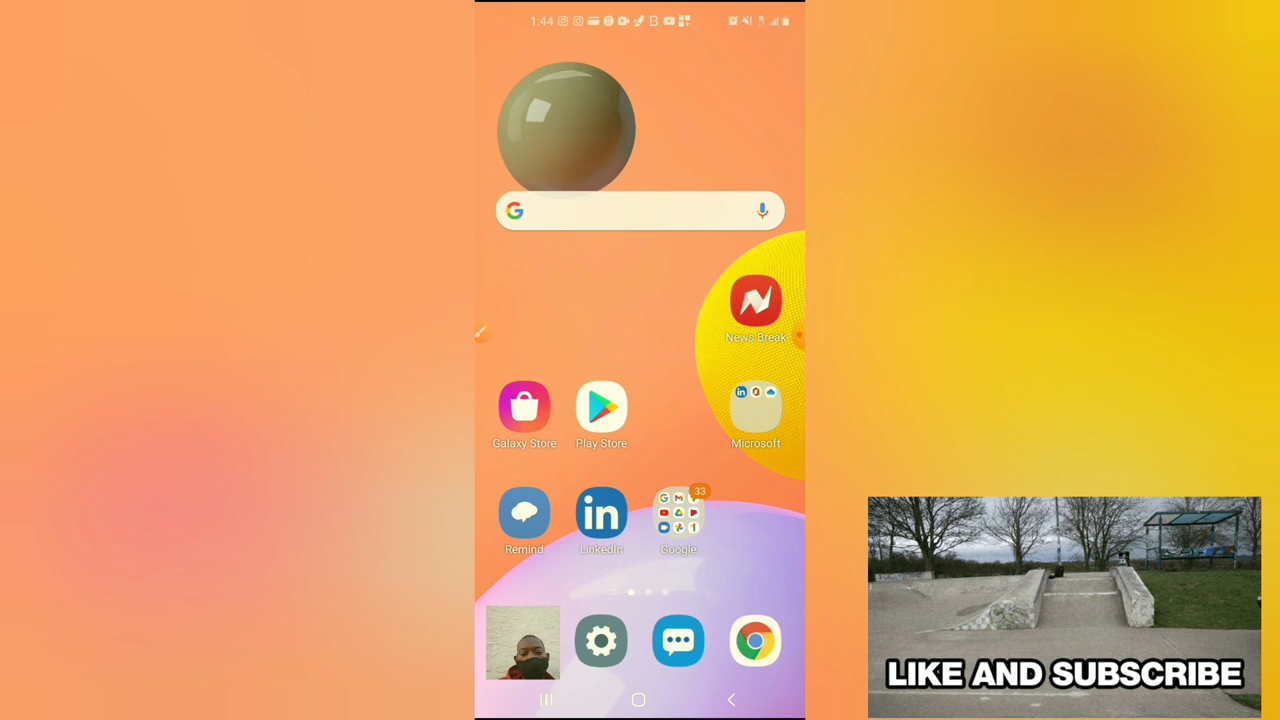 1:44
News Break
Galaxy Store
Play Store
Microsoft
33
Remind
LinkedIn
Google
LIKE AND SUBSCRIBE